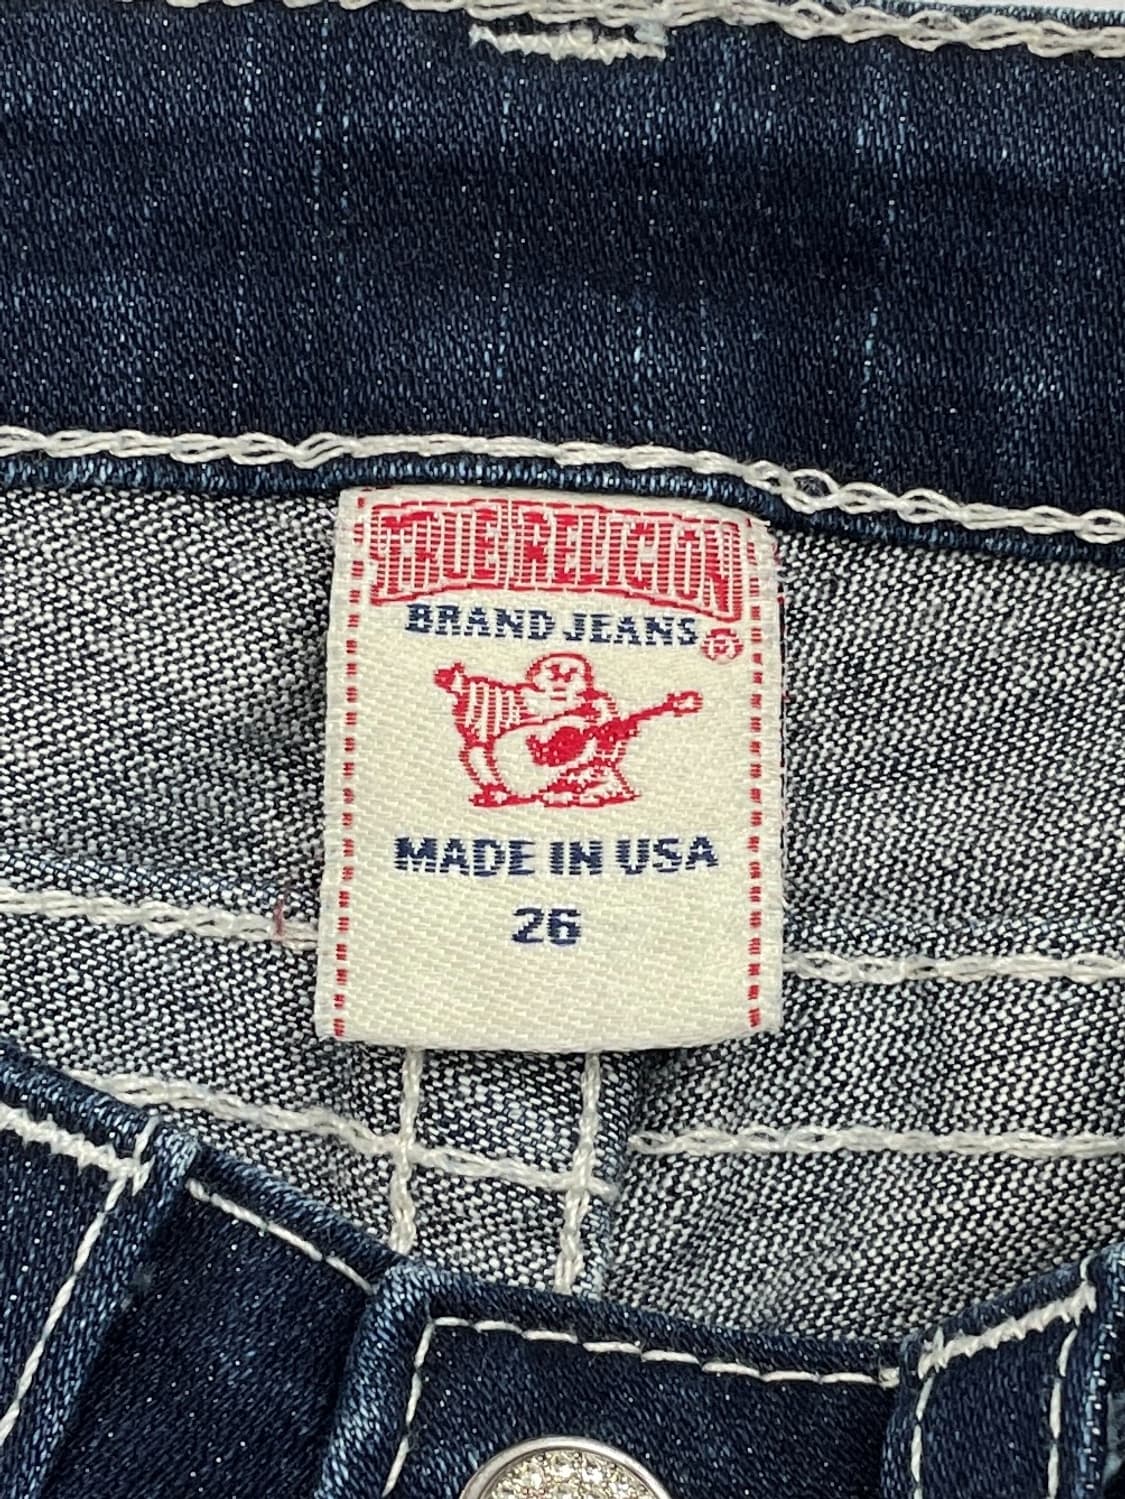 TRUE RELIGION
BRAND JEANS ®
MADE IN USA
26